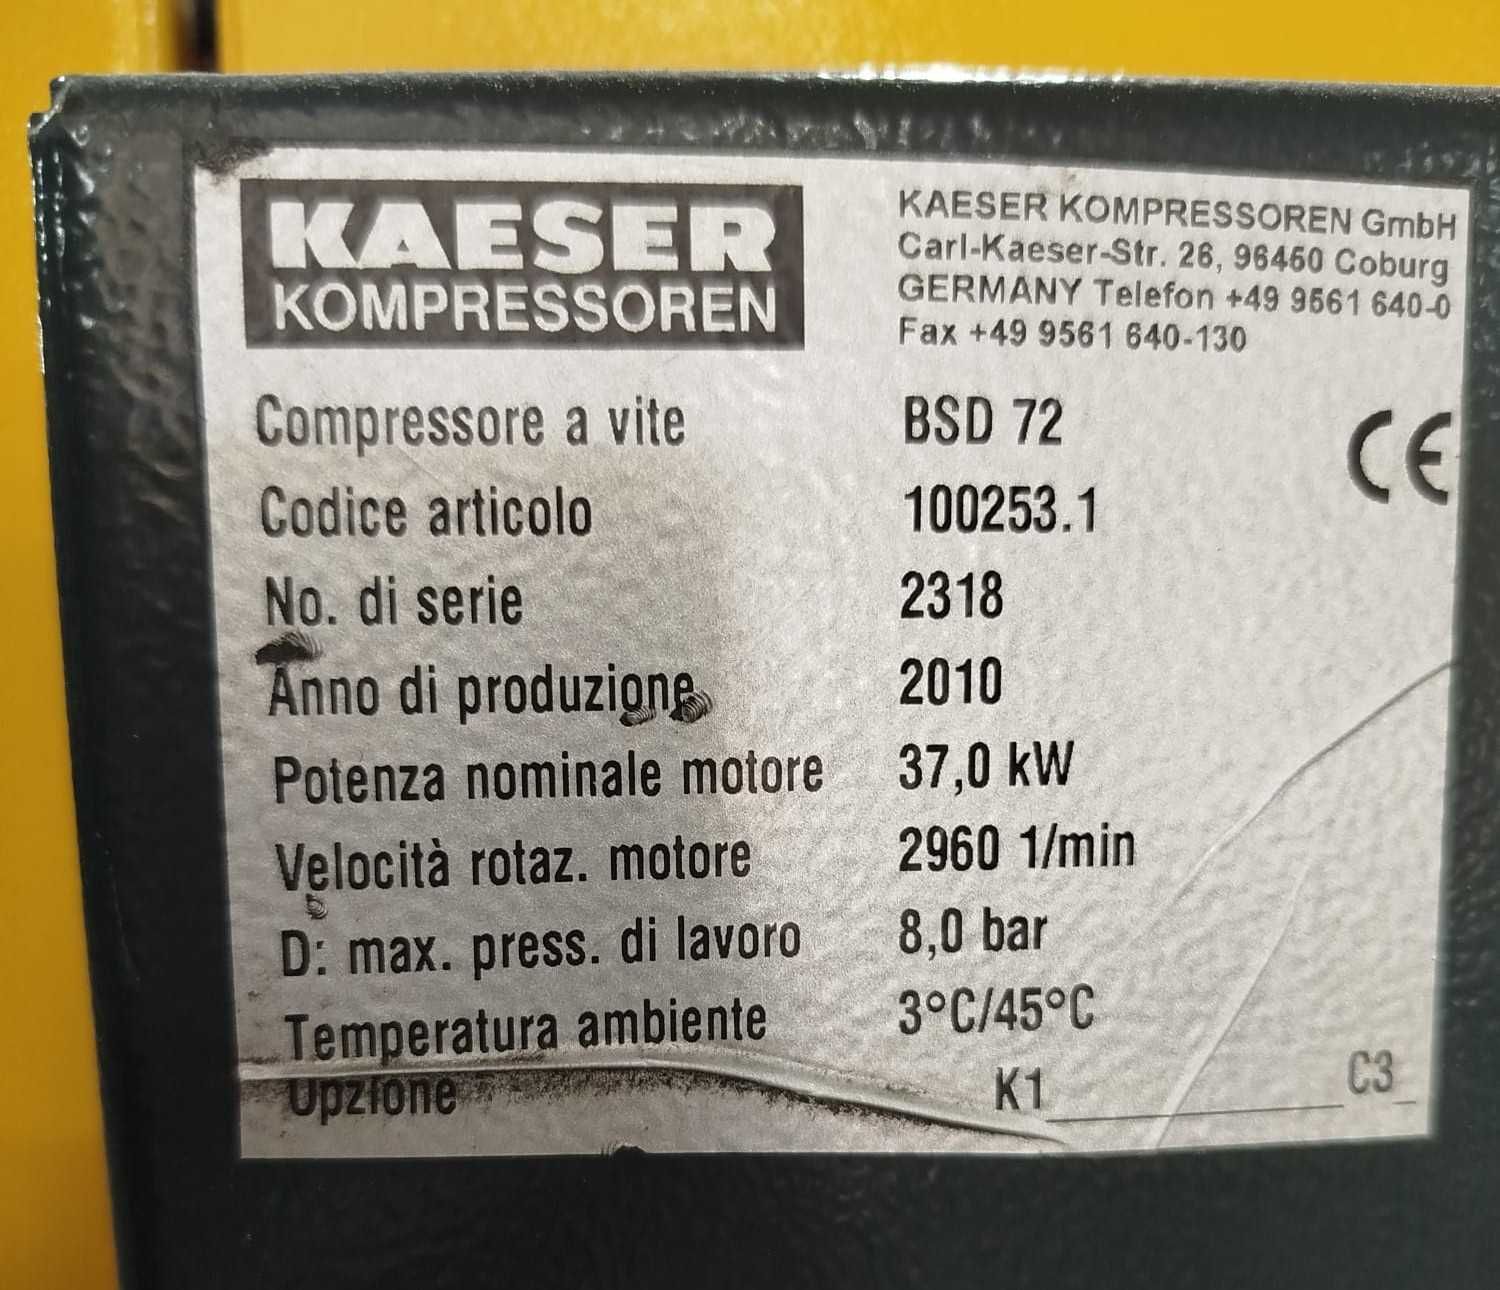 KAESER
KOMPRESSOREN
KAESER KOMPRESSOREN GmbH
Carl-Kaeser-Str. 26, 96450 Coburg
GERMANY Telefon +49 9561 640-0
Fax +49 9561 640-130
CE
Compressore a vite BSD 72
Codice articolo 100253.1
No. di serie 2318
Anno di produzione 2010
Potenza nominale motore 37,0 kW
Velocità rotaz. motore 2960 1/min
D: max. press. di lavoro 8,0 bar
Temperatura ambiente 3°C/45°C
Opzione K1 C3